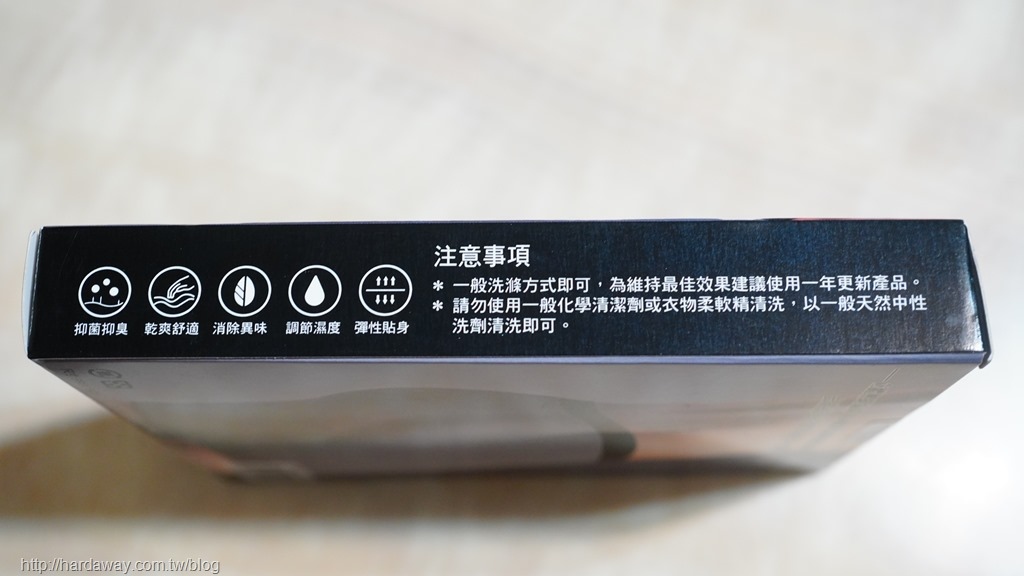 抑菌抑臭
乾爽舒適
消除異味
調節濕度
彈性貼身
注意事項
* 一般洗滌方式即可，為維持最佳效果建議使用一年更新產品。
* 請勿使用一般化學清潔劑或衣物柔軟精清洗，以一般天然中性
洗劑清洗即可。
http://hardaway.com.tw/blog